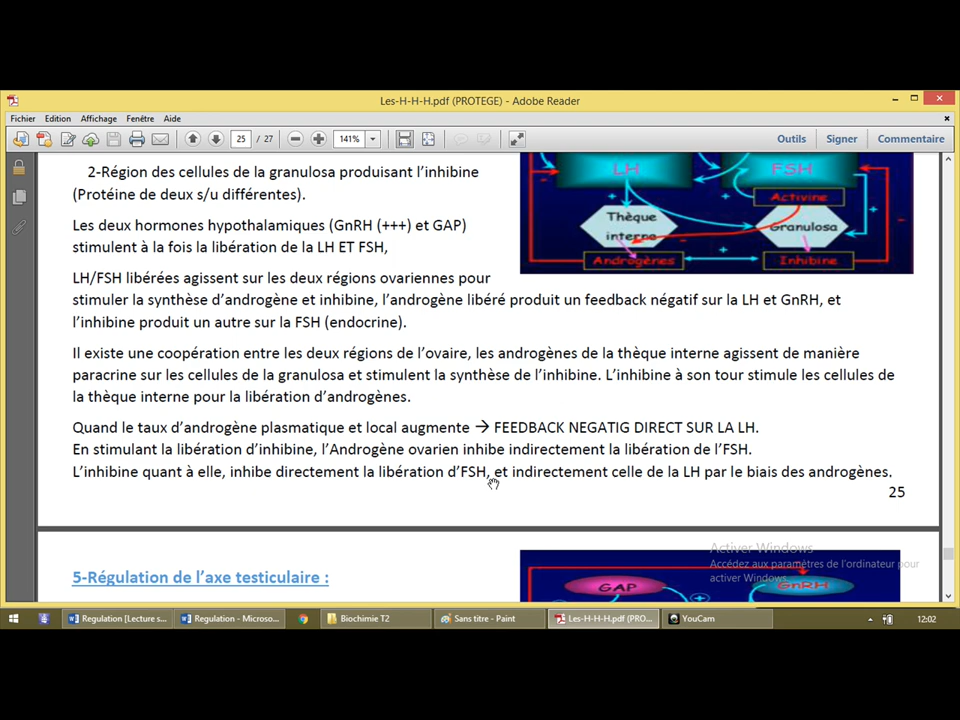 Les-H-H-H.pdf (PROTEGE) - Adobe Reader
Fichier Edition Affichage Fenêtre Aide
25 / 27 141% Outils Signer Commentaire
2-Région des cellules de la granulosa produisant l'inhibine
(Protéine de deux s/u différentes).
Les deux hormones hypothalamiques (GnRH (+++) et GAP)
stimulent à la fois la libération de la LH ET FSH,
LH/FSH libérées agissent sur les deux régions ovariennes pour
stimuler la synthèse d'androgène et inhibine, l'androgène libéré produit un feedback négatif sur la LH et GnRH, et
l'inhibine produit un autre sur la FSH (endocrine).
Il existe une coopération entre les deux régions de l'ovaire, les androgènes de la thèque interne agissent de manière
paracrine sur les cellules de la granulosa et stimulent la synthèse de l'inhibine. L'inhibine à son tour stimule les cellules de
la thèque interne pour la libération d'androgènes.
Quand le taux d'androgène plasmatique et local augmente → FEEDBACK NEGATIG DIRECT SUR LA LH.
En stimulant la libération d'inhibine, l'Androgène ovarien inhibe indirectement la libération de l'FSH.
L'inhibine quant à elle, inhibe directement la libération d'FSH, et indirectement celle de la LH par le biais des androgènes.
25
LH FSH
Activine
Thèque
interne
Granulosa
Androgènes Inhibine
5-Régulation de l'axe testiculaire :
GAP GnRH
Activer Windows
Accédez aux paramètres de l'ordinateur pour
activer Windows.
Regulation [Lecture s... Regulation - Microso... Biochimie T2 Sans titre - Paint Les-H-H-H.pdf (PRO... YouCam 12:02